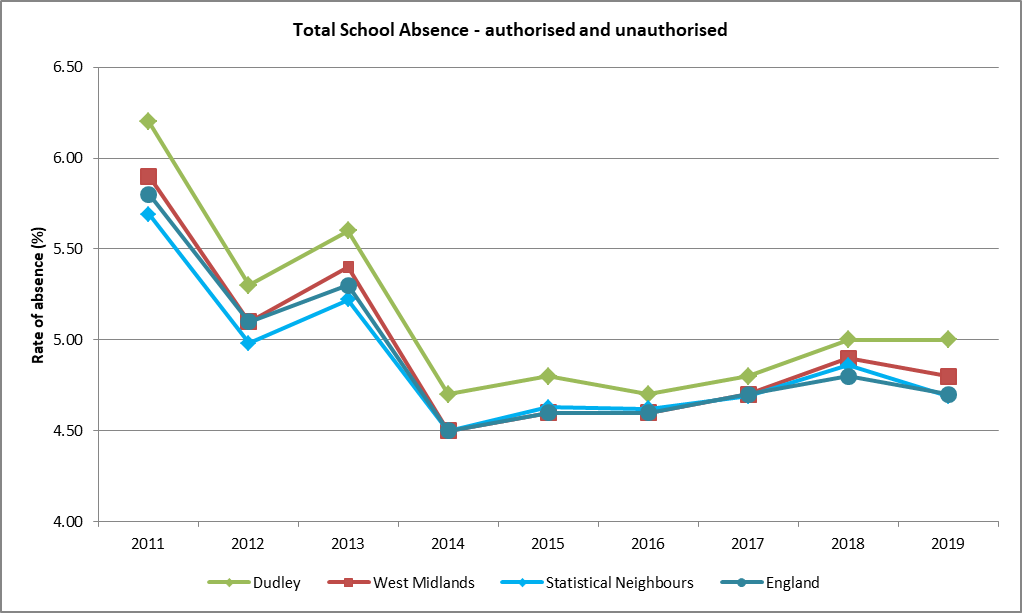 Total School Absence - authorised and unauthorised
6.50
6.00
5.50
5.00
4.50
4.00
Rate of absence (%)
2011 2012 2013 2014 2015 2016 2017 2018 2019
Dudley West Midlands Statistical Neighbours England